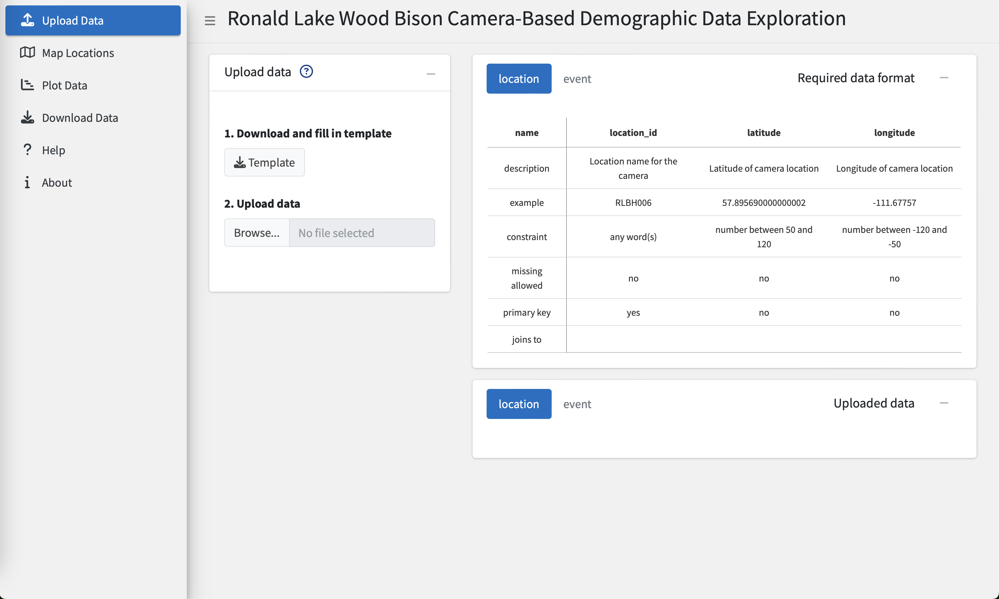 Upload Data
Map Locations
Plot Data
Download Data
Help
About
Ronald Lake Wood Bison Camera-Based Demographic Data Exploration
Upload data ?
1. Download and fill in template
Template
2. Upload data
Browse... No file selected
location event Required data format
name location_id latitude longitude
description Location name for the camera Latitude of camera location Longitude of camera location
example RLBH006 57.895690000000002 -111.67757
constraint any word(s) number between 50 and 120 number between -120 and -50
missing allowed no no no
primary key yes no no
joins to
location event Uploaded data